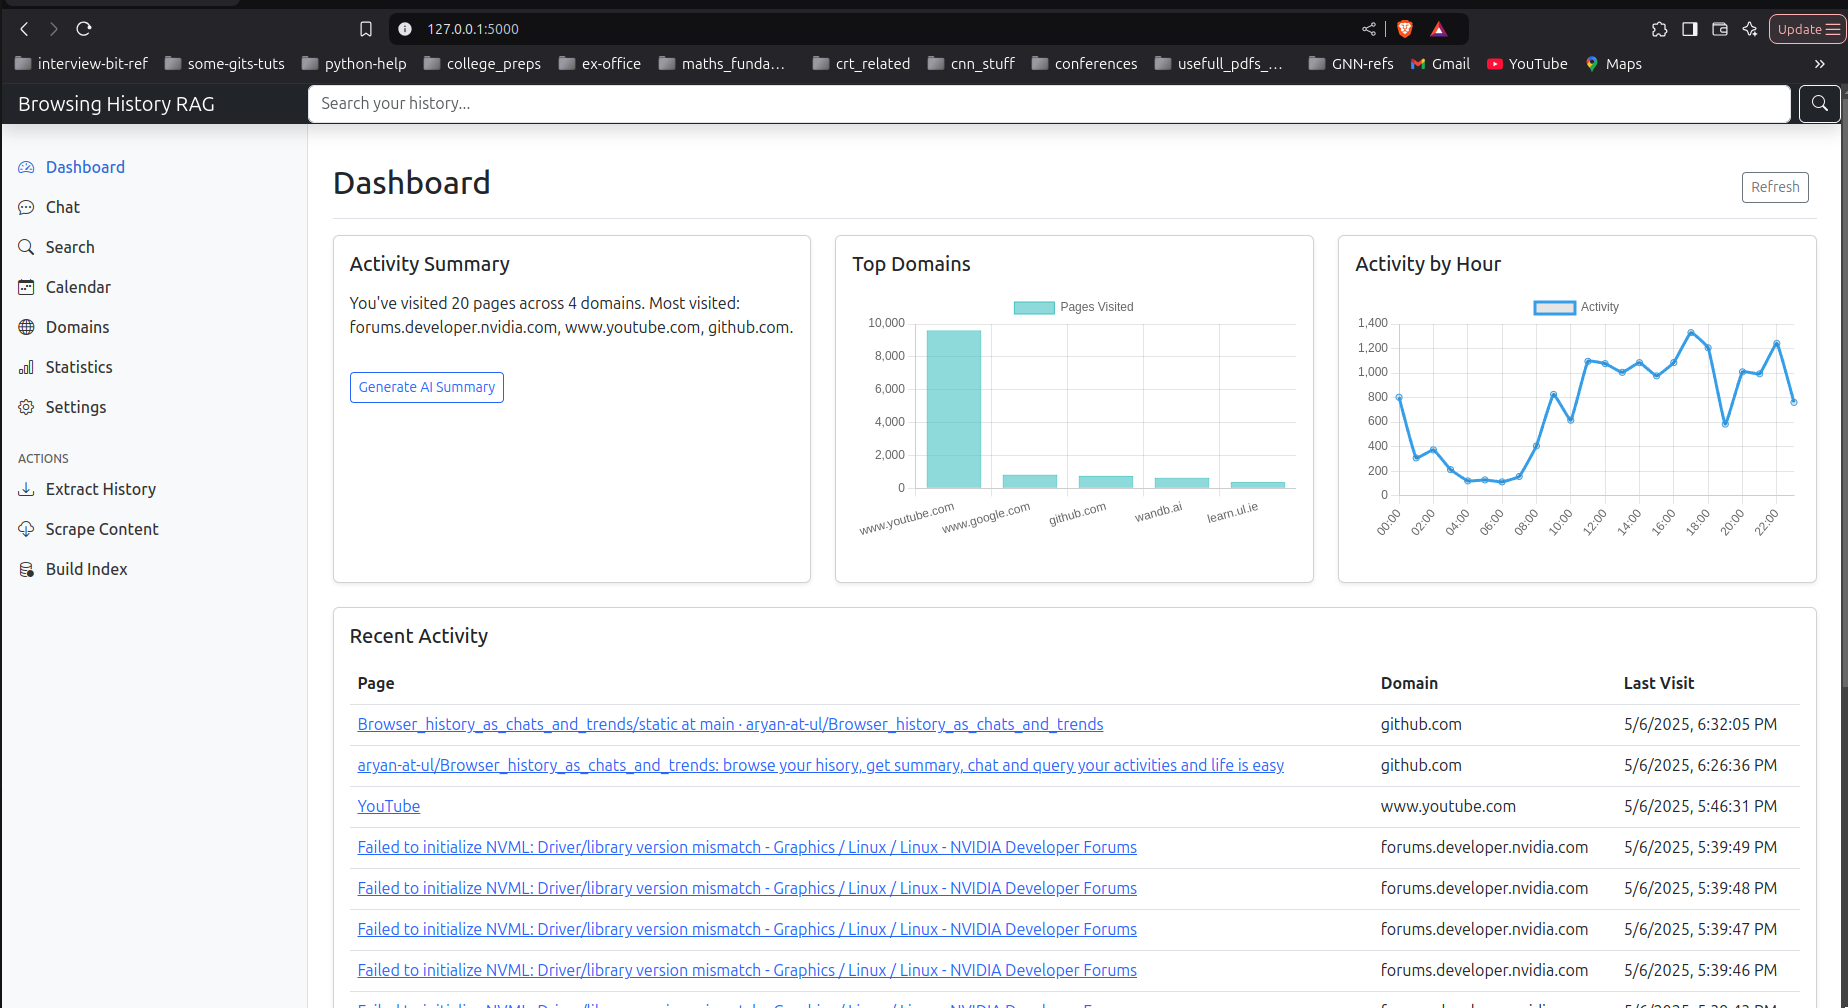 127.0.0.1:5000
Update
interview-bit-ref some-gits-tuts python-help college_preps ex-office maths_funda... crt_related cnn_stuff conferences usefull_pdfs_... GNN-refs Gmail YouTube Maps »
Browsing History RAG
Search your history...
Dashboard
Chat
Search
Calendar
Domains
Statistics
Settings
ACTIONS
Extract History
Scrape Content
Build Index
Dashboard
Refresh
Activity Summary
You've visited 20 pages across 4 domains. Most visited:
forums.developer.nvidia.com, www.youtube.com, github.com.
Generate AI Summary
Top Domains
Pages Visited
10,000
8,000
6,000
4,000
2,000
0
www.youtube.com www.google.com github.com wandb.ai learn.ul.ie
Activity by Hour
Activity
1,400
1,200
1,000
800
600
400
200
0
00:00 02:00 04:00 06:00 08:00 10:00 12:00 14:00 16:00 18:00 20:00 22:00
Recent Activity
Page Domain Last Visit
Browser_history_as_chats_and_trends/static at main · aryan-at-ul/Browser_history_as_chats_and_trends github.com 5/6/2025, 6:32:05 PM
aryan-at-ul/Browser_history_as_chats_and_trends: browse your hisory, get summary, chat and query your activities and life is easy github.com 5/6/2025, 6:26:36 PM
YouTube www.youtube.com 5/6/2025, 5:46:31 PM
Failed to initialize NVML: Driver/library version mismatch - Graphics / Linux / Linux - NVIDIA Developer Forums forums.developer.nvidia.com 5/6/2025, 5:39:49 PM
Failed to initialize NVML: Driver/library version mismatch - Graphics / Linux / Linux - NVIDIA Developer Forums forums.developer.nvidia.com 5/6/2025, 5:39:48 PM
Failed to initialize NVML: Driver/library version mismatch - Graphics / Linux / Linux - NVIDIA Developer Forums forums.developer.nvidia.com 5/6/2025, 5:39:47 PM
Failed to initialize NVML: Driver/library version mismatch - Graphics / Linux / Linux - NVIDIA Developer Forums forums.developer.nvidia.com 5/6/2025, 5:39:46 PM